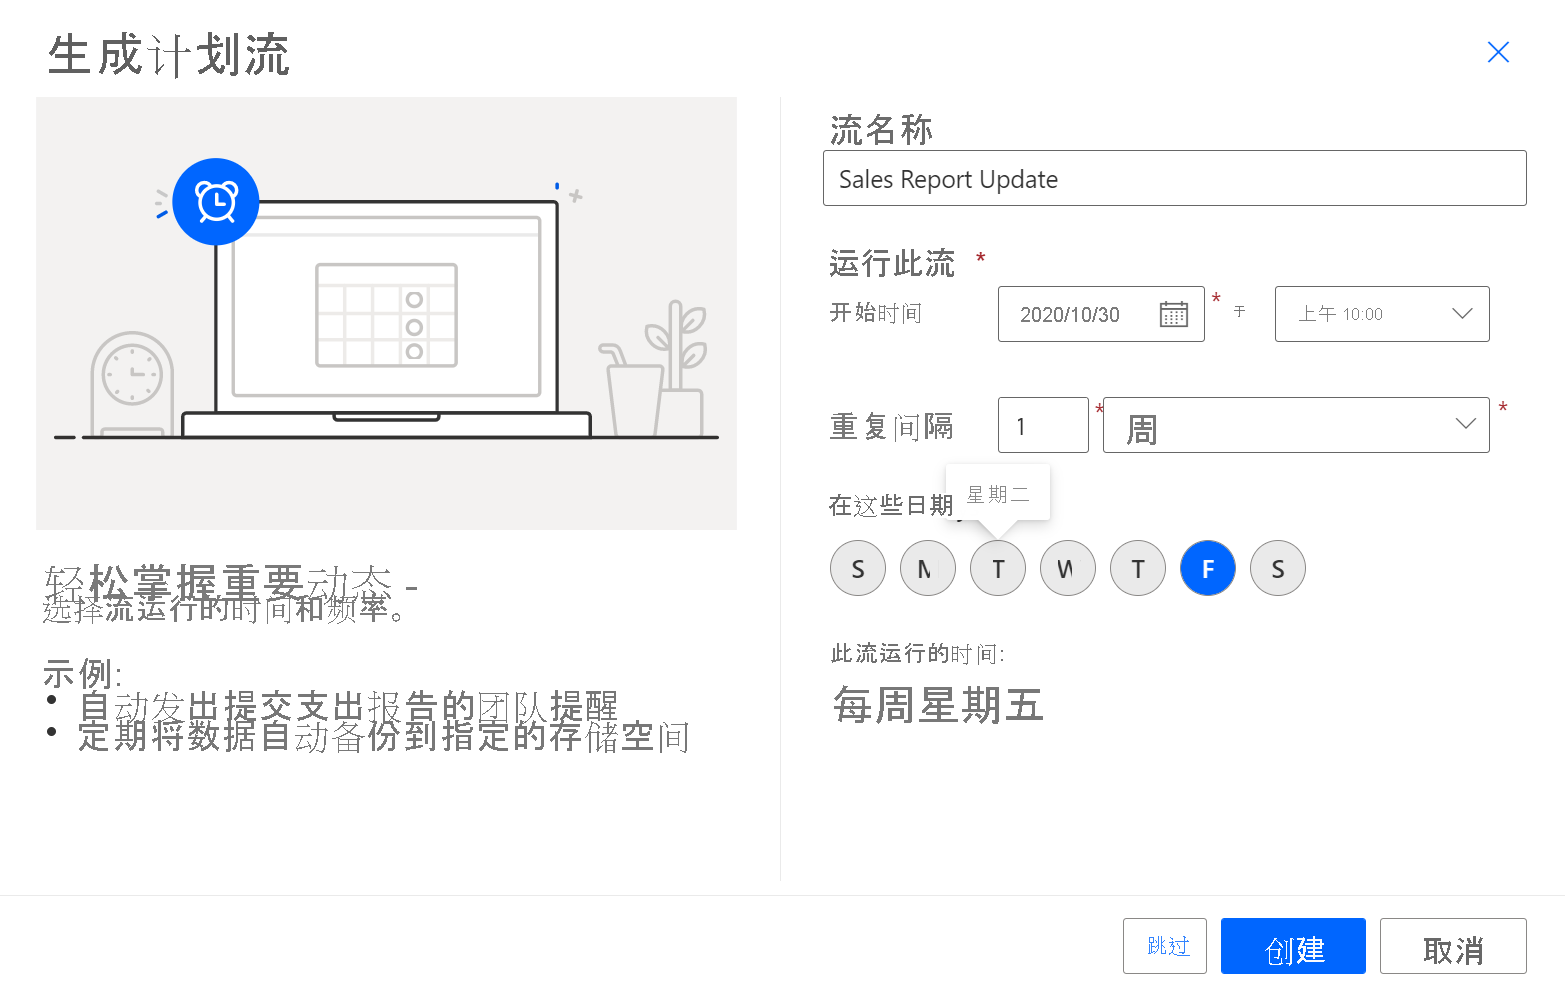 生成计划流
轻松掌握重要动态 -
选择流运行的时间和频率。
示例:
• 自动发出提交支出报告的团队提醒
• 定期将数据自动备份到指定的存储空间
流名称
Sales Report Update
运行此流 *
开始时间 2020/10/30 * 于 上午 10:00
重复间隔 1 * 周 *
星期二
在这些日期
S M T W T F S
此流运行的时间:
每周星期五
跳过 创建 取消